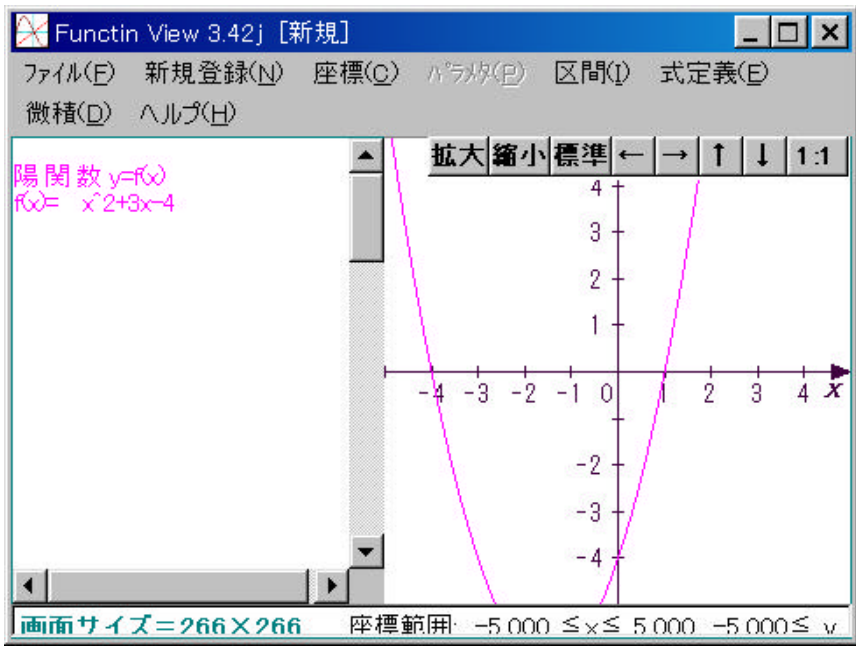 Functin View 3.42j [新規]
ファイル(F) 新規登録(N) 座標(C) パラメタ(P) 区間(I) 式定義(E)
微積(D) ヘルプ(H)
拡大 縮小 標準 ← → ↑ ↓ 1:1
陽関数 y=f(x)
f(x)= x^2+3x-4
4
3
2
1
-4 -3 -2 -1 0 1 2 3 4 x
-2
-3
-4
画面サイズ=266×266 座標範囲: -5.000 ≦x≦ 5.000 -5.000≦ y